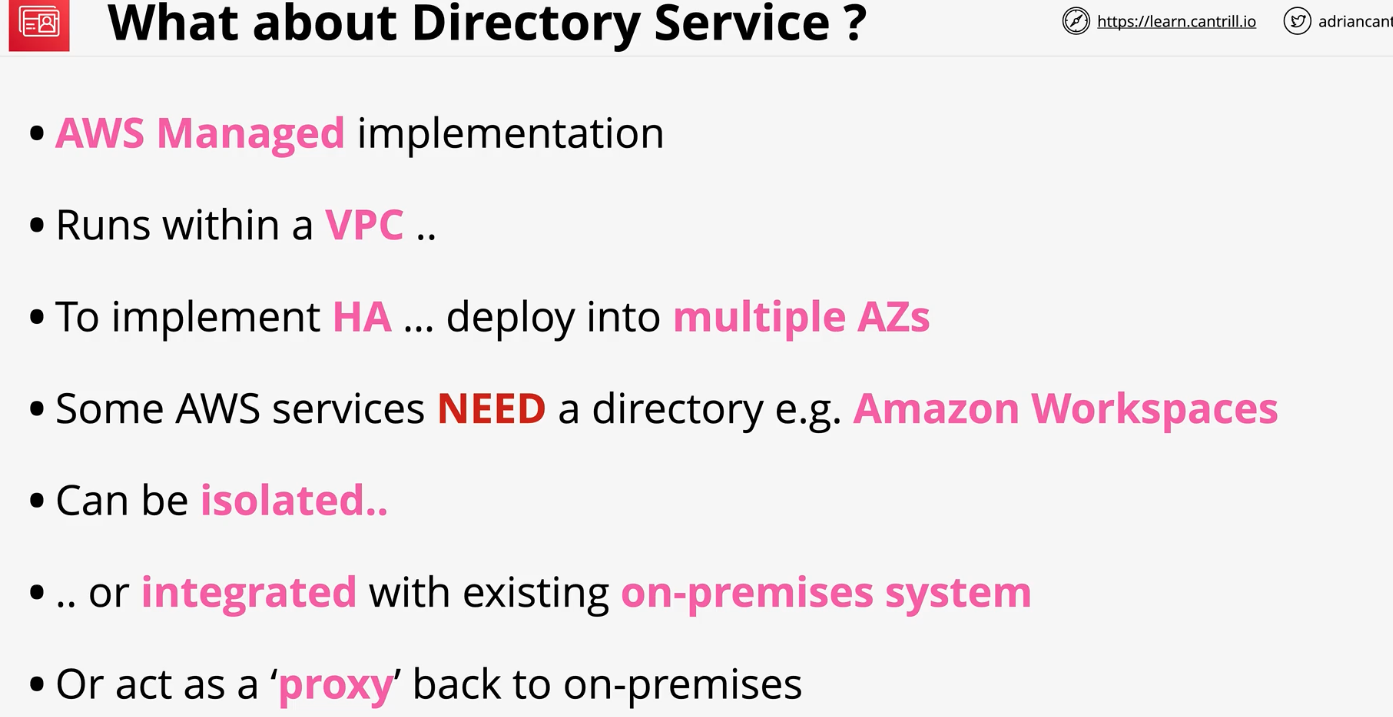 What about Directory Service ?
https://learn.cantrill.io
adriancant
• AWS Managed implementation
• Runs within a VPC ..
• To implement HA ... deploy into multiple AZs
• Some AWS services NEED a directory e.g. Amazon Workspaces
• Can be isolated..
• .. or integrated with existing on-premises system
• Or act as a ‘proxy’ back to on-premises